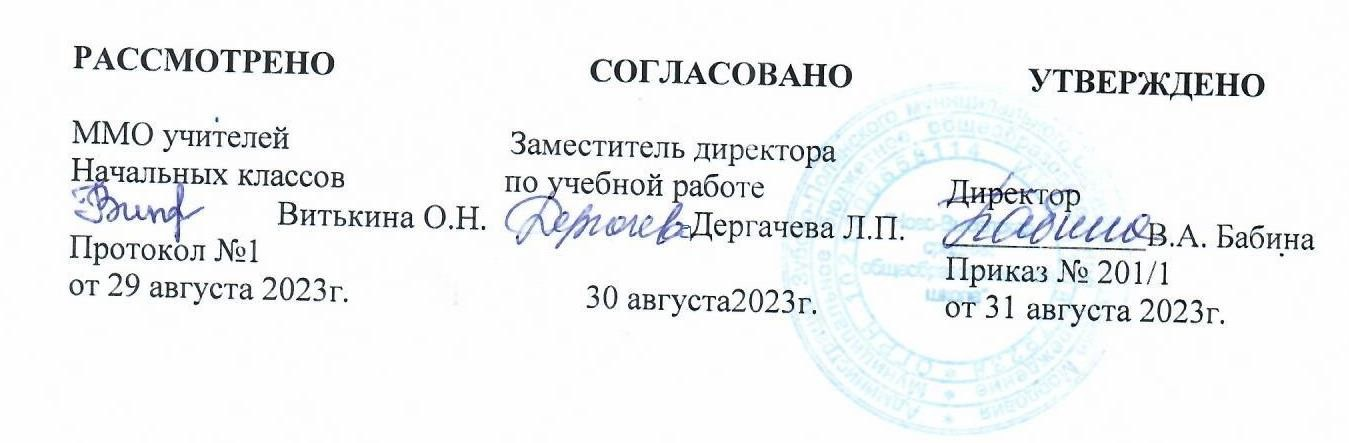 РАССМОТРЕНО
ММО учителей
Начальных классов
Витькина О.Н.
Протокол №1
от 29 августа 2023г.
СОГЛАСОВАНО
Заместитель директора
по учебной работе
Дергачева Л.П.
30 августа2023г.
УТВЕРЖДЕНО
Директор
В.А. Бабина
Приказ № 201/1
от 31 августа 2023г.